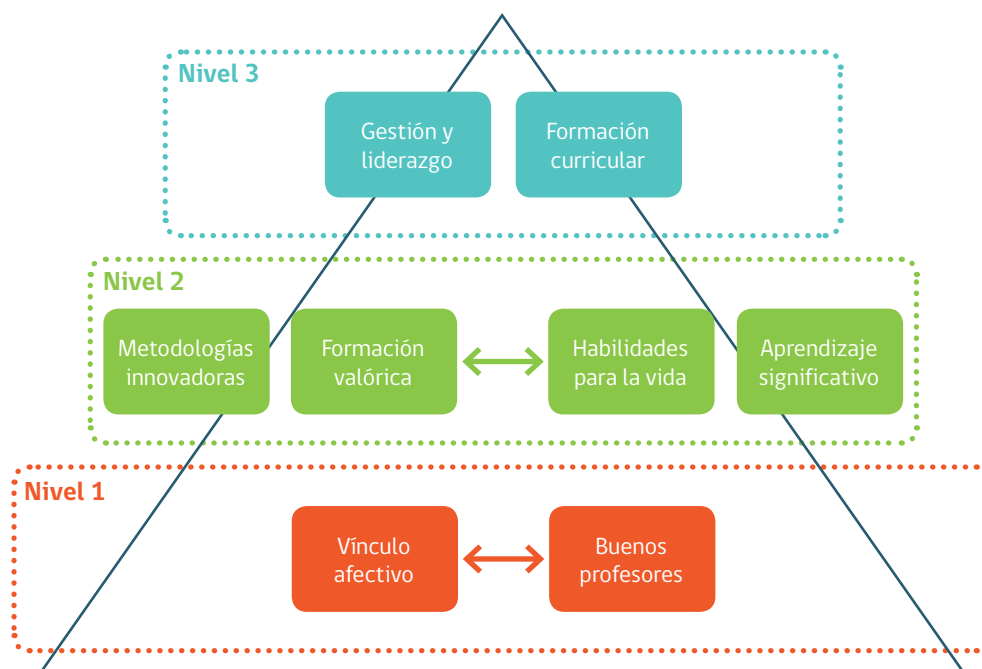 Nivel 3
Gestión y
liderazgo
Formación
curricular
Nivel 2
Metodologías
innovadoras
Formación
valórica
Habilidades
para la vida
Aprendizaje
significativo
Nivel 1
Vínculo
afectivo
Buenos
profesores